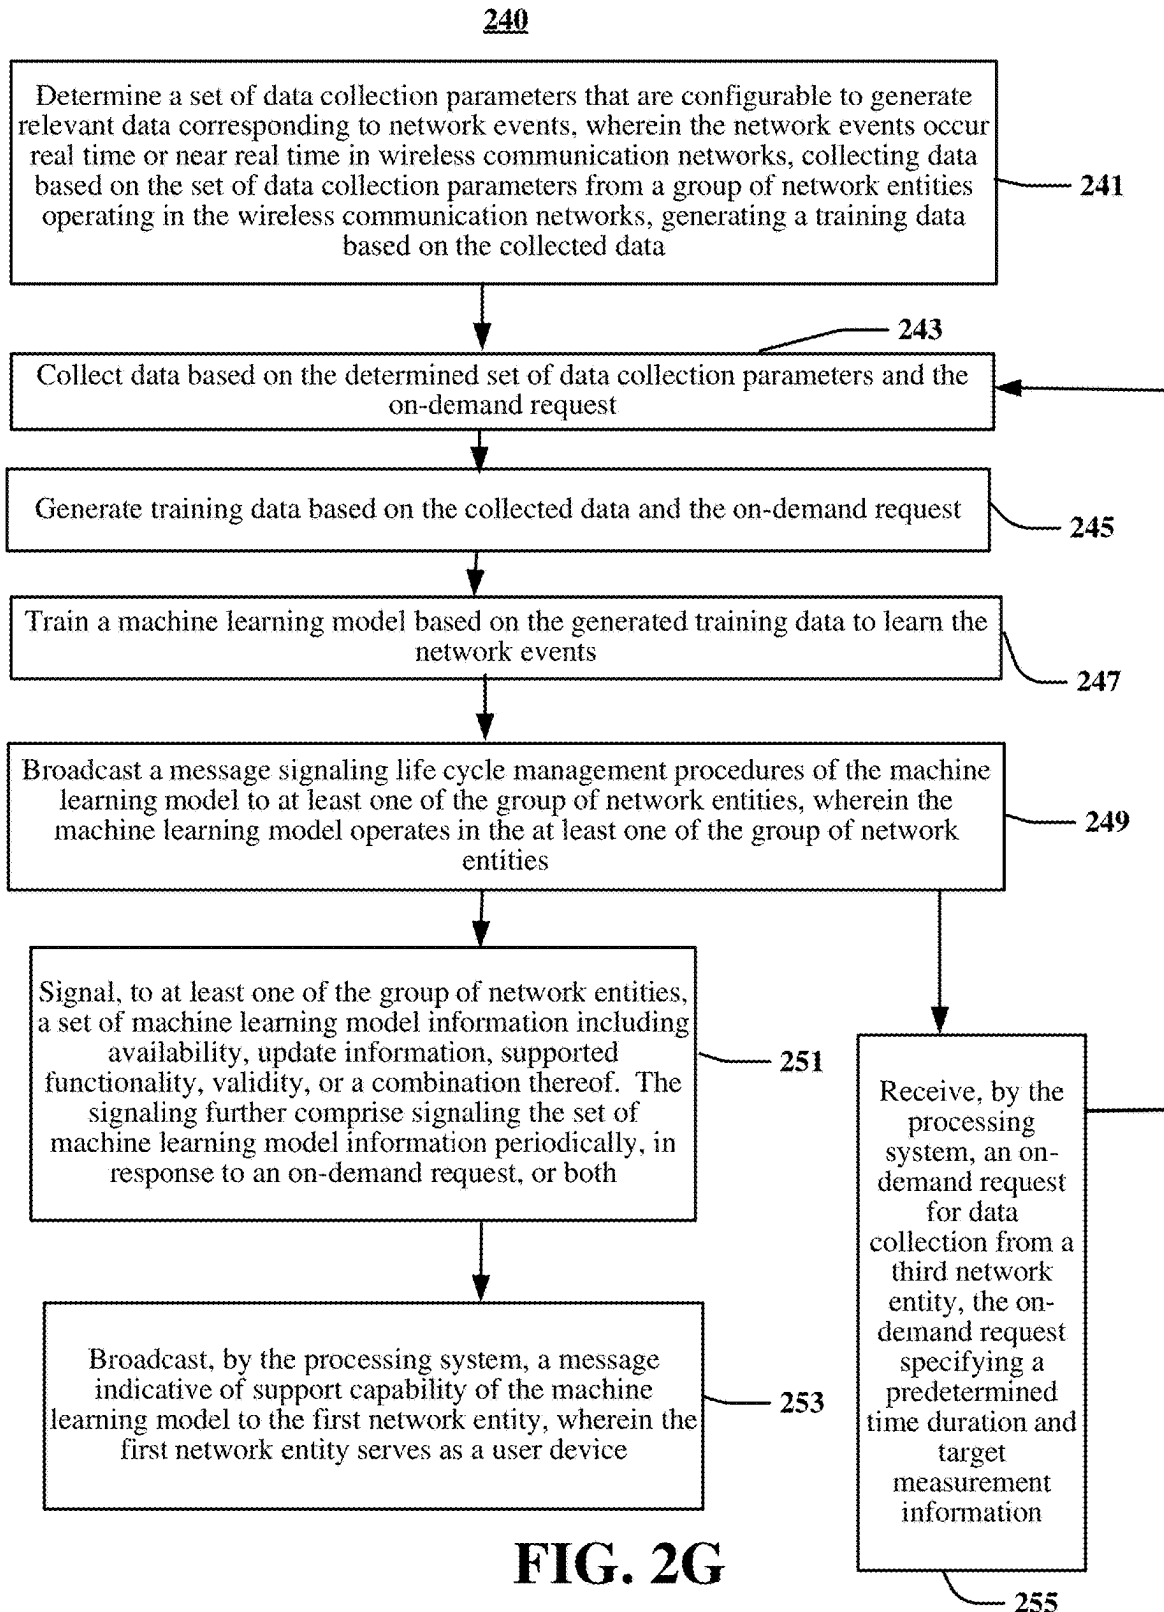 240
Determine a set of data collection parameters that are configurable to generate
relevant data corresponding to network events, wherein the network events occur
real time or near real time in wireless communication networks, collecting data
based on the set of data collection parameters from a group of network entities
operating in the wireless communication networks, generating a training data
based on the collected data
241
243
Collect data based on the determined set of data collection parameters and the
on-demand request
Generate training data based on the collected data and the on-demand request
245
Train a machine learning model based on the generated training data to learn the
network events
247
Broadcast a message signaling life cycle management procedures of the machine
learning model to at least one of the group of network entities, wherein the
machine learning model operates in the at least one of the group of network
entities
249
Signal, to at least one of the group of network entities,
a set of machine learning model information including
availability, update information, supported
functionality, validity, or a combination thereof. The
signaling further comprise signaling the set of
machine learning model information periodically, in
response to an on-demand request, or both
251
Broadcast, by the processing system, a message
indicative of support capability of the machine
learning model to the first network entity, wherein the
first network entity serves as a user device
253
Receive, by the
processing
system, an on-
demand request
for data
collection from a
third network
entity, the on-
demand request
specifying a
predetermined
time duration and
target
measurement
information
255
FIG. 2G